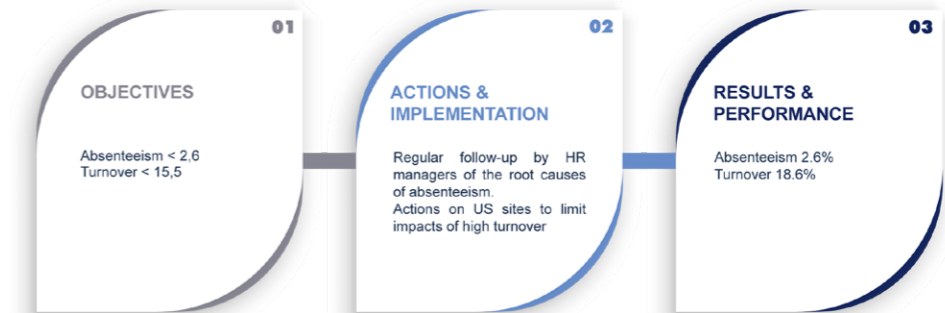 01
OBJECTIVES
Absenteeism < 2,6
Turnover < 15,5
02
ACTIONS &
IMPLEMENTATION
Regular follow-up by HR
managers of the root causes
of absenteeism.
Actions on US sites to limit
impacts of high turnover
03
RESULTS &
PERFORMANCE
Absenteeism 2.6%
Turnover 18.6%